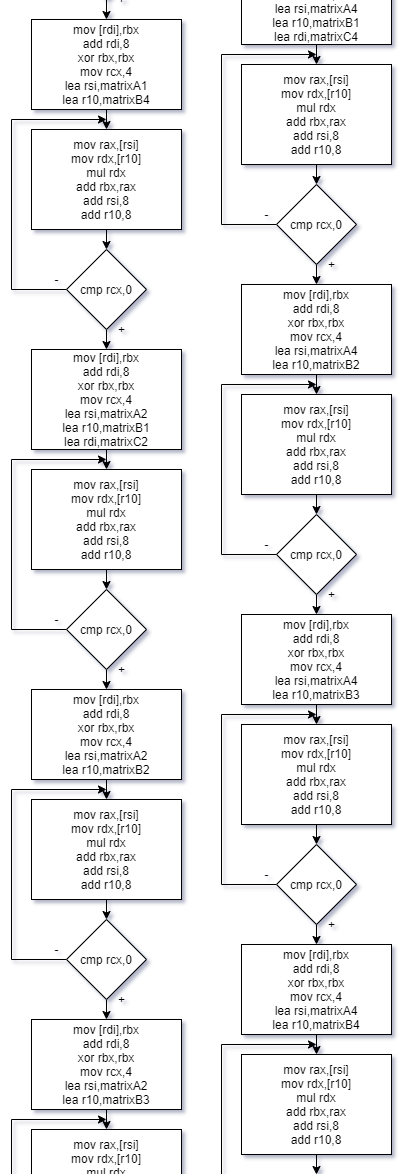 mov [rdi],rbx
add rdi,8
xor rbx,rbx
mov rcx,4
lea rsi,matrixA1
lea r10,matrixB4
mov rax,[rsi]
mov rdx,[r10]
mul rdx
add rbx,rax
add rsi,8
add r10,8
-
cmp rcx,0
+
mov [rdi],rbx
add rdi,8
xor rbx,rbx
mov rcx,4
lea rsi,matrixA2
lea r10,matrixB1
lea rdi,matrixC2
mov rax,[rsi]
mov rdx,[r10]
mul rdx
add rbx,rax
add rsi,8
add r10,8
-
cmp rcx,0
+
mov [rdi],rbx
add rdi,8
xor rbx,rbx
mov rcx,4
lea rsi,matrixA2
lea r10,matrixB2
mov rax,[rsi]
mov rdx,[r10]
mul rdx
add rbx,rax
add rsi,8
add r10,8
-
cmp rcx,0
+
mov [rdi],rbx
add rdi,8
xor rbx,rbx
mov rcx,4
lea rsi,matrixA2
lea r10,matrixB3
mov rax,[rsi]
mov rdx,[r10]
mul rdx
lea rsi,matrixA4
lea r10,matrixB1
lea rdi,matrixC4
mov rax,[rsi]
mov rdx,[r10]
mul rdx
add rbx,rax
add rsi,8
add r10,8
-
cmp rcx,0
+
mov [rdi],rbx
add rdi,8
xor rbx,rbx
mov rcx,4
lea rsi,matrixA4
lea r10,matrixB2
mov rax,[rsi]
mov rdx,[r10]
mul rdx
add rbx,rax
add rsi,8
add r10,8
-
cmp rcx,0
+
mov [rdi],rbx
add rdi,8
xor rbx,rbx
mov rcx,4
lea rsi,matrixA4
lea r10,matrixB3
mov rax,[rsi]
mov rdx,[r10]
mul rdx
add rbx,rax
add rsi,8
add r10,8
-
cmp rcx,0
+
mov [rdi],rbx
add rdi,8
xor rbx,rbx
mov rcx,4
lea rsi,matrixA4
lea r10,matrixB4
mov rax,[rsi]
mov rdx,[r10]
mul rdx
add rbx,rax
add rsi,8
add r10,8